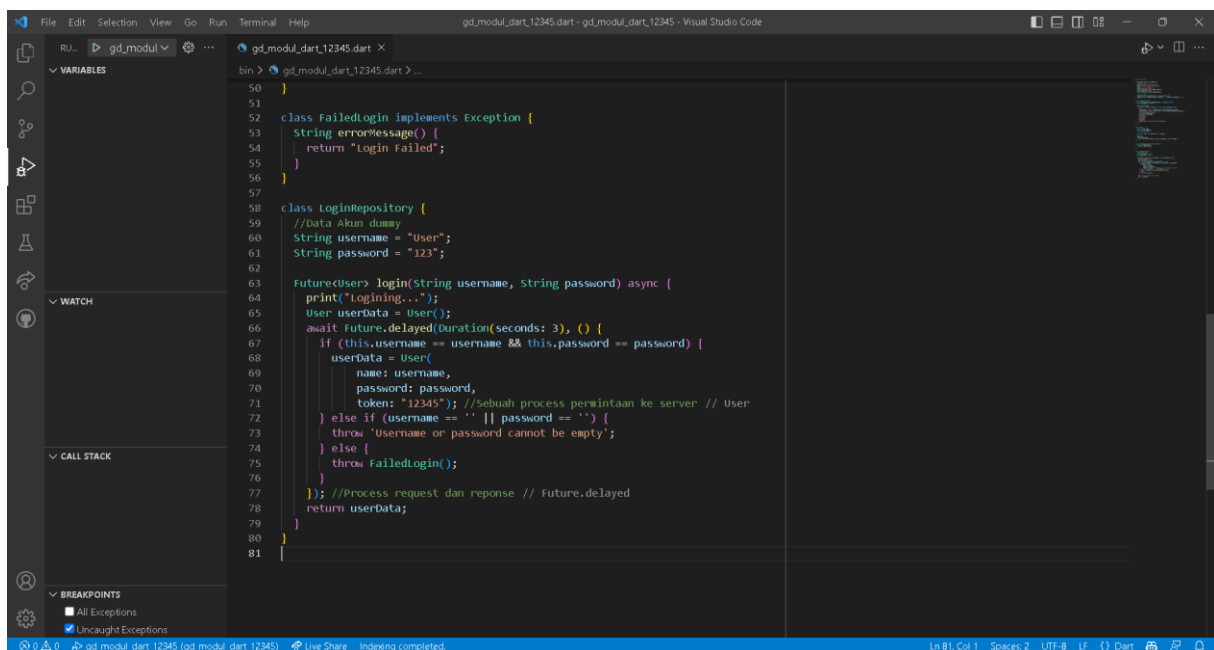 File Edit Selection View Go Run Terminal Help gd_modul_dart_12345.dart - gd_modul_dart_12345 - Visual Studio Code
RU... gd_modul ...
gd_modul_dart_12345.dart
VARIABLES
bin > gd_modul_dart_12345.dart > ...
50 }
51
52 class FailedLogin implements Exception {
53 String errorMessage() {
54 return "Login Failed";
55 }
56 }
57
58 class LoginRepository {
59 //Data Akun dummy
60 String username = "User";
61 String password = "123";
62
63 Future<User> login(String username, String password) async {
64 print("Logining...");
65 User userData = User();
66 await Future.delayed(Duration(seconds: 3), () {
67 if (this.username == username && this.password == password) {
68 userData = User(
69 name: username,
70 password: password,
71 token: "12345"); //Sebuah process permintaan ke server // User
72 } else if (username == '' || password == '') {
73 throw 'Username or password cannot be empty';
74 } else {
75 throw FailedLogin();
76 }
77 }); //Process request dan reponse // Future.delayed
78 return userData;
79 }
80 }
81
WATCH
CALL STACK
BREAKPOINTS
All Exceptions
Uncaught Exceptions
0 0 gd_modul_dart_12345 (gd_modul_dart_12345) Live Share Indexing completed. Ln 81, Col 1 Spaces: 2 UTF-8 LF {} Dart